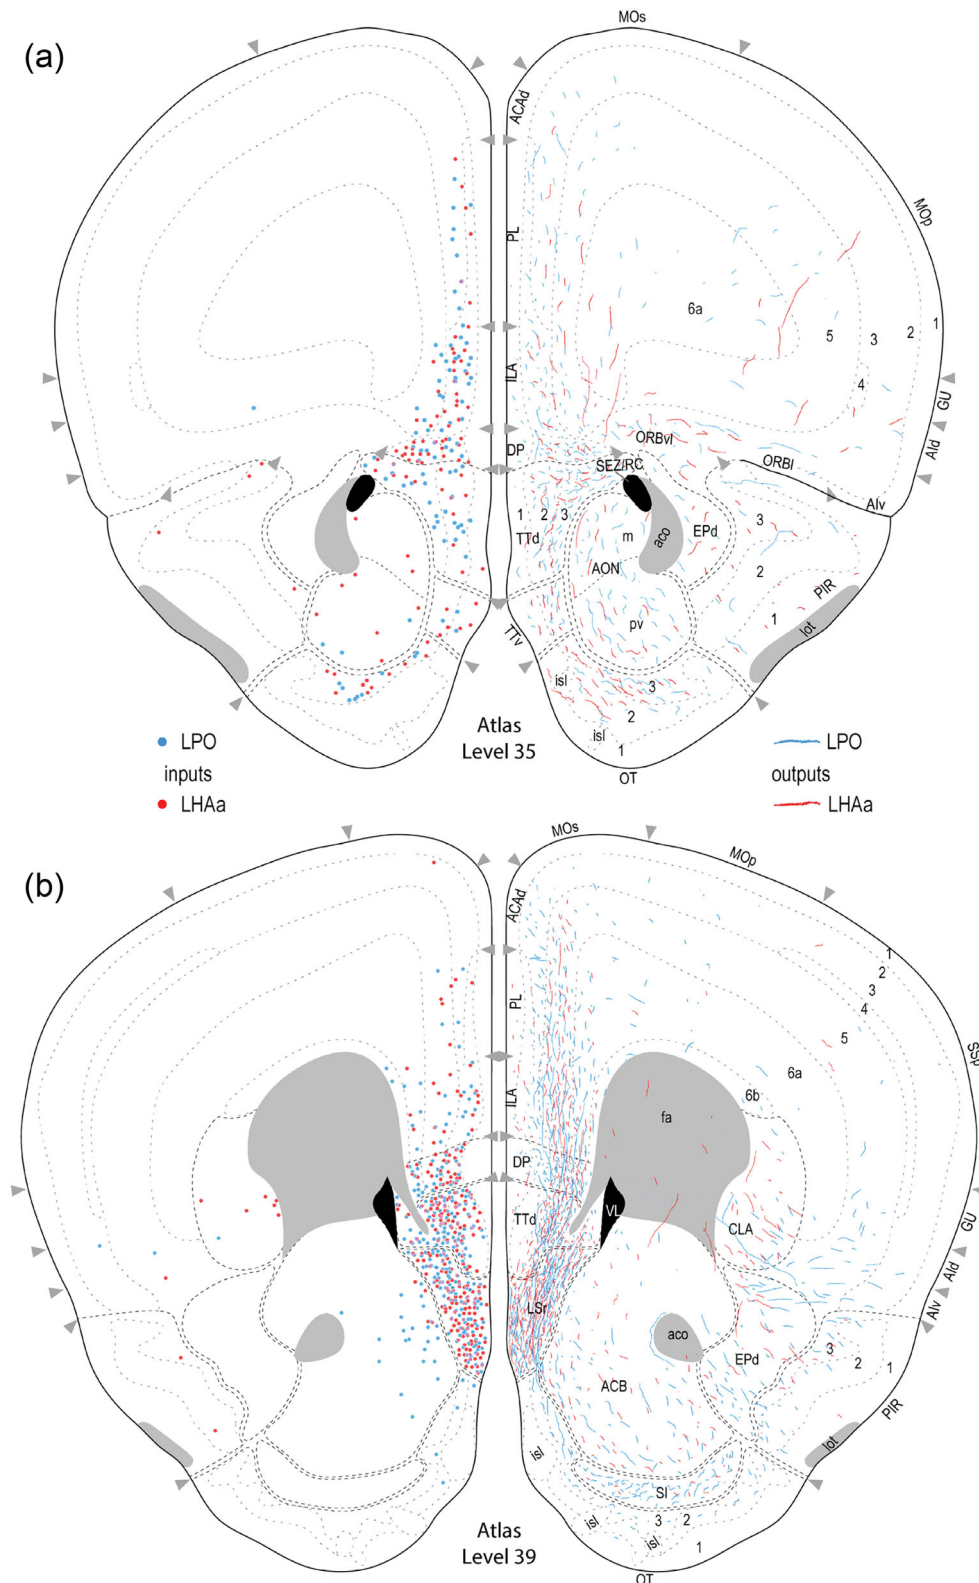 (a)
MOs
ACAd
MOp
PL
6a
5
3
2
1
4
ILA
GU
DP
ORBvl
ORBl
AId
SEZ/RC
AIv
1
2
3
TTd
m
aco
EPd
3
AON
2
PIR
pv
1
lot
TTv
isl
3
2
isl
1
OT
Atlas
Level 35
LPO
inputs
LHAa
LPO
outputs
LHAa
(b)
MOs
MOp
ACAd
1
2
3
4
5
SSp
PL
6a
6b
ILA
fa
DP
VL
TTd
CLA
GU
LSr
AId
AIv
aco
3
2
1
EPd
ACB
PIR
lot
isl
SI
isl
3
2
isl
1
OT
Atlas
Level 39